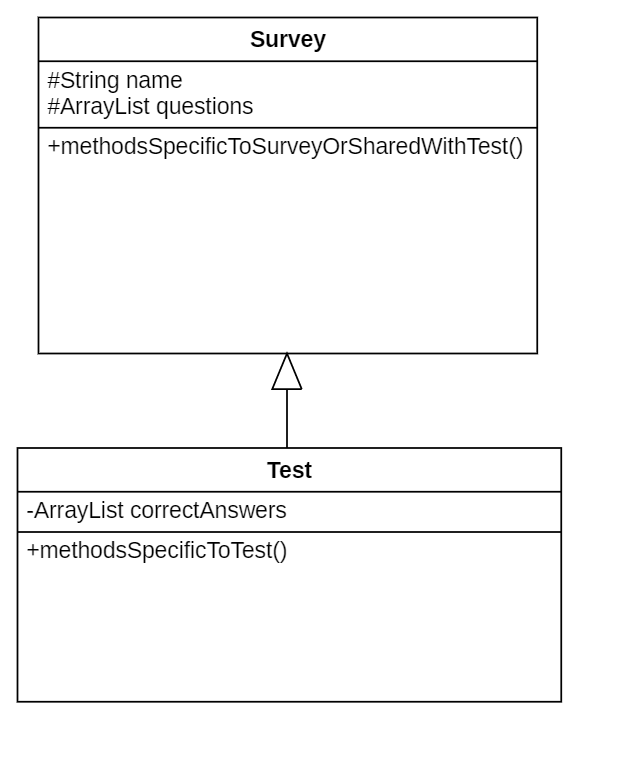 Survey
#String name
#ArrayList questions
+methodsSpecificToSurveyOrSharedWithTest()
Test
-ArrayList correctAnswers
+methodsSpecificToTest()